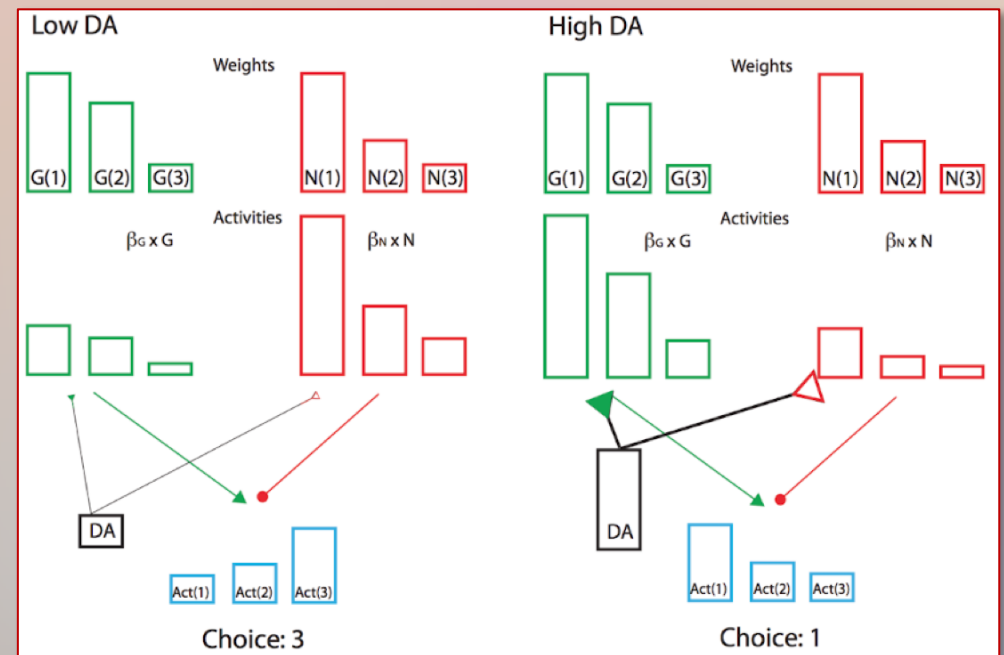 Low DA
Weights
G(1) G(2) G(3) N(1) N(2) N(3)
Activities
βG x G βN x N
DA
Act(1) Act(2) Act(3)
Choice: 3
High DA
Weights
G(1) G(2) G(3) N(1) N(2) N(3)
Activities
βG x G βN x N
DA
Act(1) Act(2) Act(3)
Choice: 1